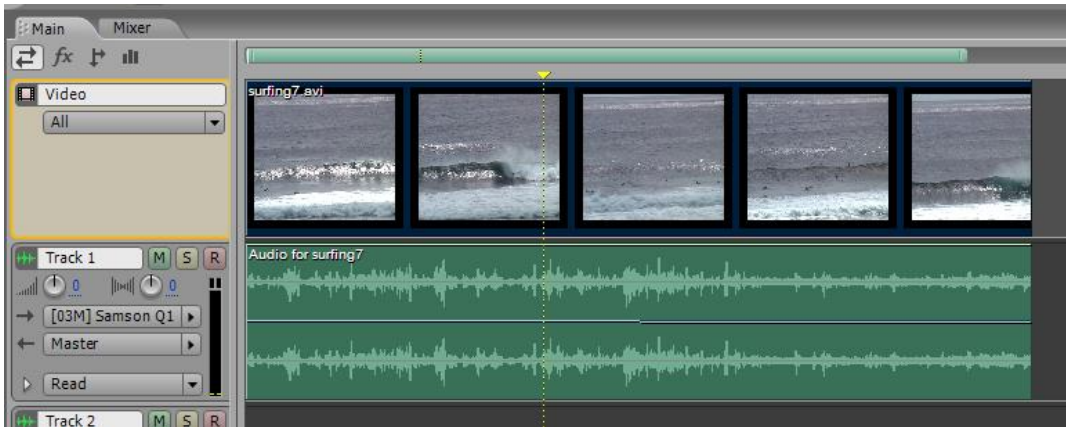 Main Mixer
fx
Video
All
surfing7.avi
Track 1 M S R
0 0
[03M] Samson Q1
Master
Read
Audio for surfing7
Track 2 M S R